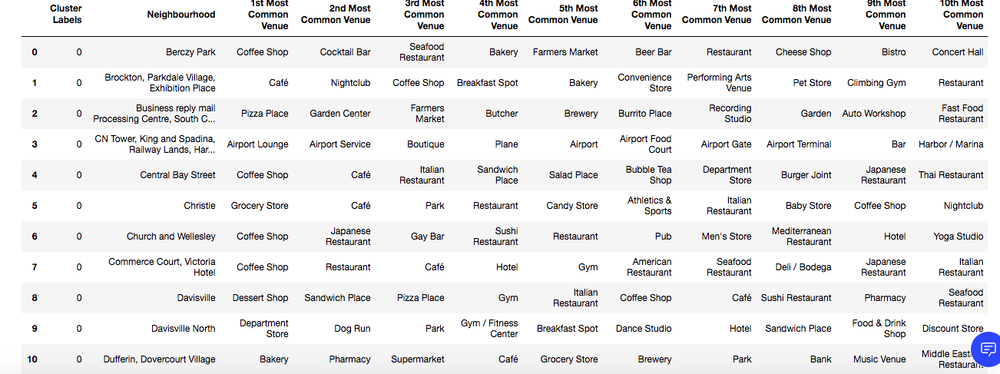 Cluster Labels Neighbourhood 1st Most Common Venue 2nd Most Common Venue 3rd Most Common Venue 4th Most Common Venue 5th Most Common Venue 6th Most Common Venue 7th Most Common Venue 8th Most Common Venue 9th Most Common Venue 10th Most Common Venue
0 0 Berczy Park Coffee Shop Cocktail Bar Seafood Restaurant Bakery Farmers Market Beer Bar Restaurant Cheese Shop Bistro Concert Hall
1 0 Brockton, Parkdale Village, Exhibition Place Café Nightclub Coffee Shop Breakfast Spot Bakery Convenience Store Performing Arts Venue Pet Store Climbing Gym Restaurant
2 0 Business reply mail Processing Centre, South C... Pizza Place Garden Center Farmers Market Butcher Brewery Burrito Place Recording Studio Garden Auto Workshop Fast Food Restaurant
3 0 CN Tower, King and Spadina, Railway Lands, Har... Airport Lounge Airport Service Boutique Plane Airport Airport Food Court Airport Gate Airport Terminal Bar Harbor / Marina
4 0 Central Bay Street Coffee Shop Café Italian Restaurant Sandwich Place Salad Place Bubble Tea Shop Department Store Burger Joint Japanese Restaurant Thai Restaurant
5 0 Christie Grocery Store Café Park Restaurant Candy Store Athletics & Sports Italian Restaurant Baby Store Coffee Shop Nightclub
6 0 Church and Wellesley Coffee Shop Japanese Restaurant Gay Bar Sushi Restaurant Restaurant Pub Men's Store Mediterranean Restaurant Hotel Yoga Studio
7 0 Commerce Court, Victoria Hotel Coffee Shop Restaurant Café Hotel Gym American Restaurant Seafood Restaurant Deli / Bodega Japanese Restaurant Italian Restaurant
8 0 Davisville Dessert Shop Sandwich Place Pizza Place Gym Italian Restaurant Coffee Shop Café Sushi Restaurant Pharmacy Seafood Restaurant
9 0 Davisville North Department Store Dog Run Park Gym / Fitness Center Breakfast Spot Dance Studio Hotel Sandwich Place Food & Drink Shop Discount Store
10 0 Dufferin, Dovercourt Village Bakery Pharmacy Supermarket Café Grocery Store Brewery Park Bank Music Venue Middle Restaurant